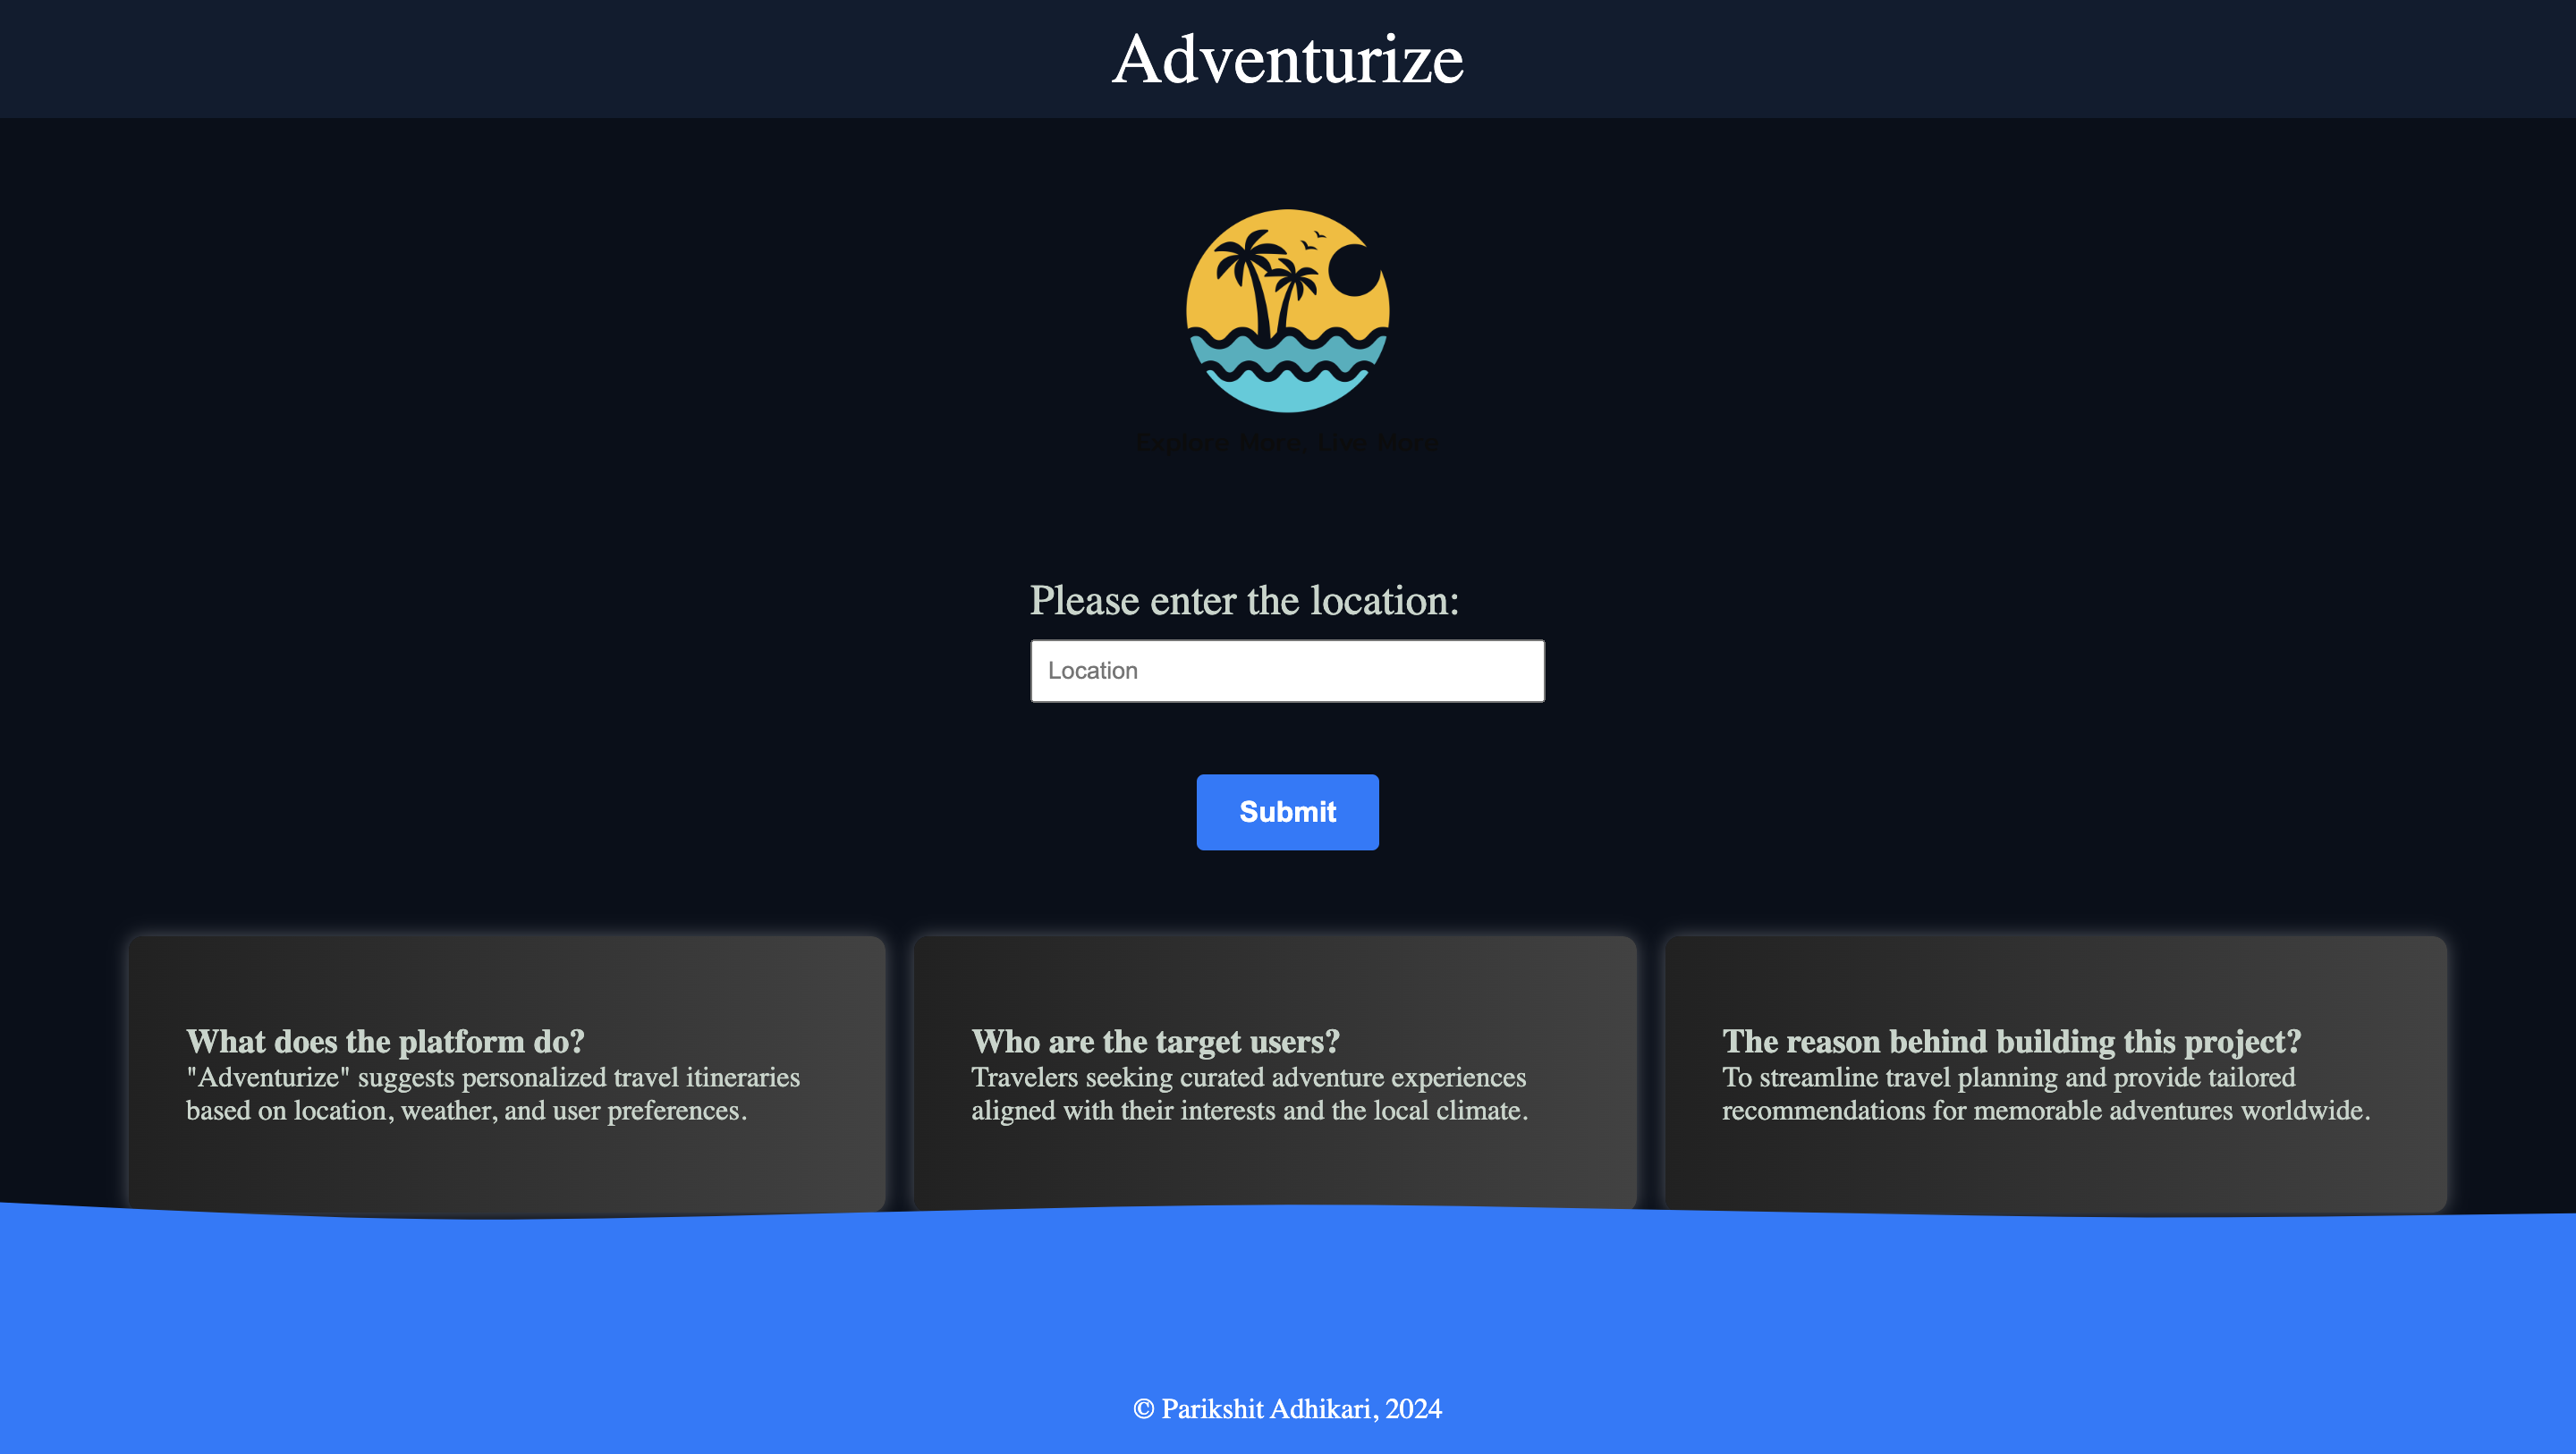 Adventurize
Explore More, Live More
Please enter the location:
Location
Submit
What does the platform do?
"Adventurize" suggests personalized travel itineraries
based on location, weather, and user preferences.
Who are the target users?
Travelers seeking curated adventure experiences
aligned with their interests and the local climate.
The reason behind building this project?
To streamline travel planning and provide tailored
recommendations for memorable adventures worldwide.
© Parikshit Adhikari, 2024